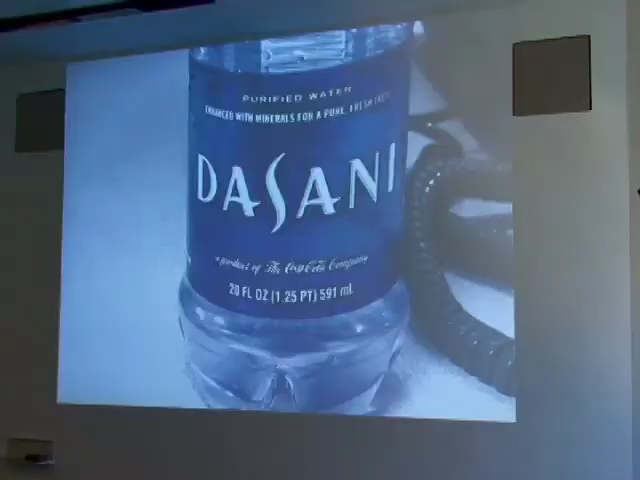 PURIFIED WATER
ENHANCED WITH MINERALS FOR A PURE, FRESH TASTE
DASANI
a product of The Coca-Cola Company
20 FL OZ (1.25 PT) 591 mL